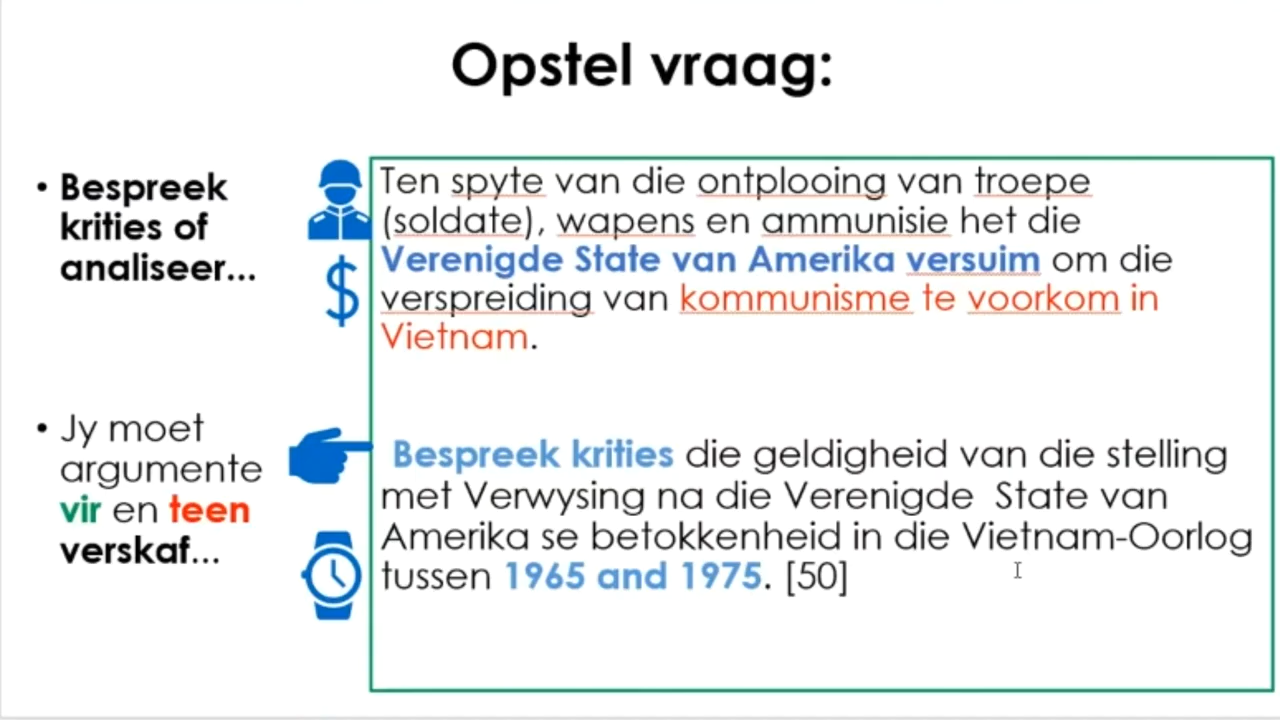 Opstel vraag:
• Bespreek
krities of
analiseer...
Ten spyte van die ontplooing van troepe
(soldate), wapens en ammunisie het die
Verenigde State van Amerika versuim om die
verspreiding van kommunisme te voorkom in
Vietnam.
• Jy moet
argumente
vir en teen
verskaf...
Bespreek krities die geldigheid van die stelling
met Verwysing na die Verenigde State van
Amerika se betokkenheid in die Vietnam-Oorlog
tussen 1965 and 1975. [50]